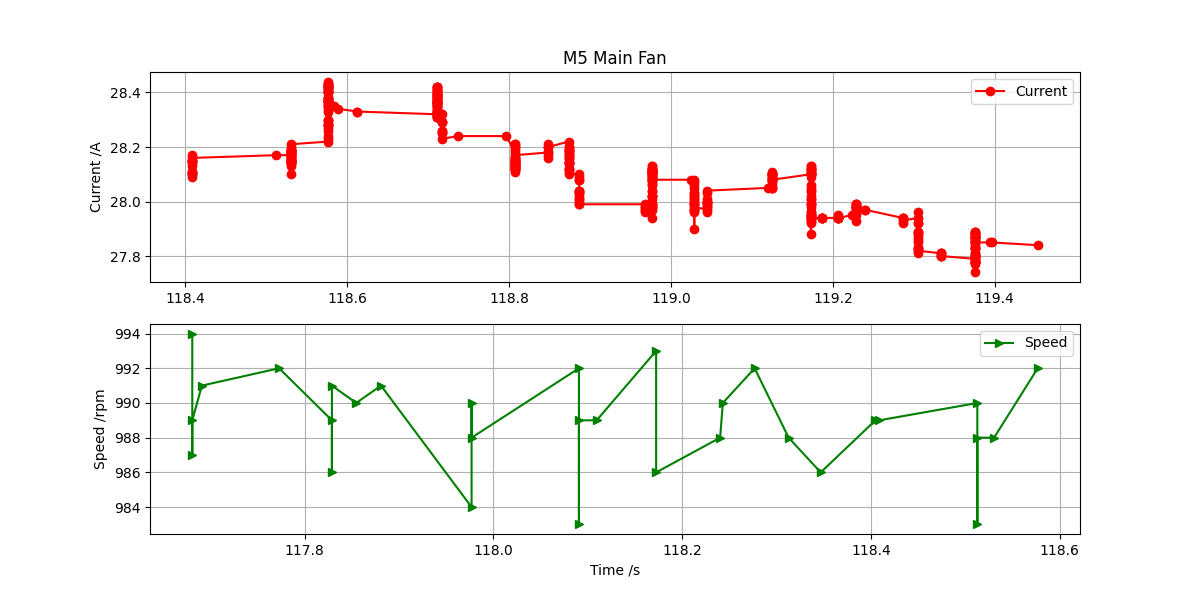 M5 Main Fan
Current /A
28.4
28.2
28.0
27.8
Current
118.4 118.6 118.8 119.0 119.2 119.4
Speed /rpm
994
992
990
988
986
984
Speed
117.8 118.0 118.2 118.4 118.6
Time /s